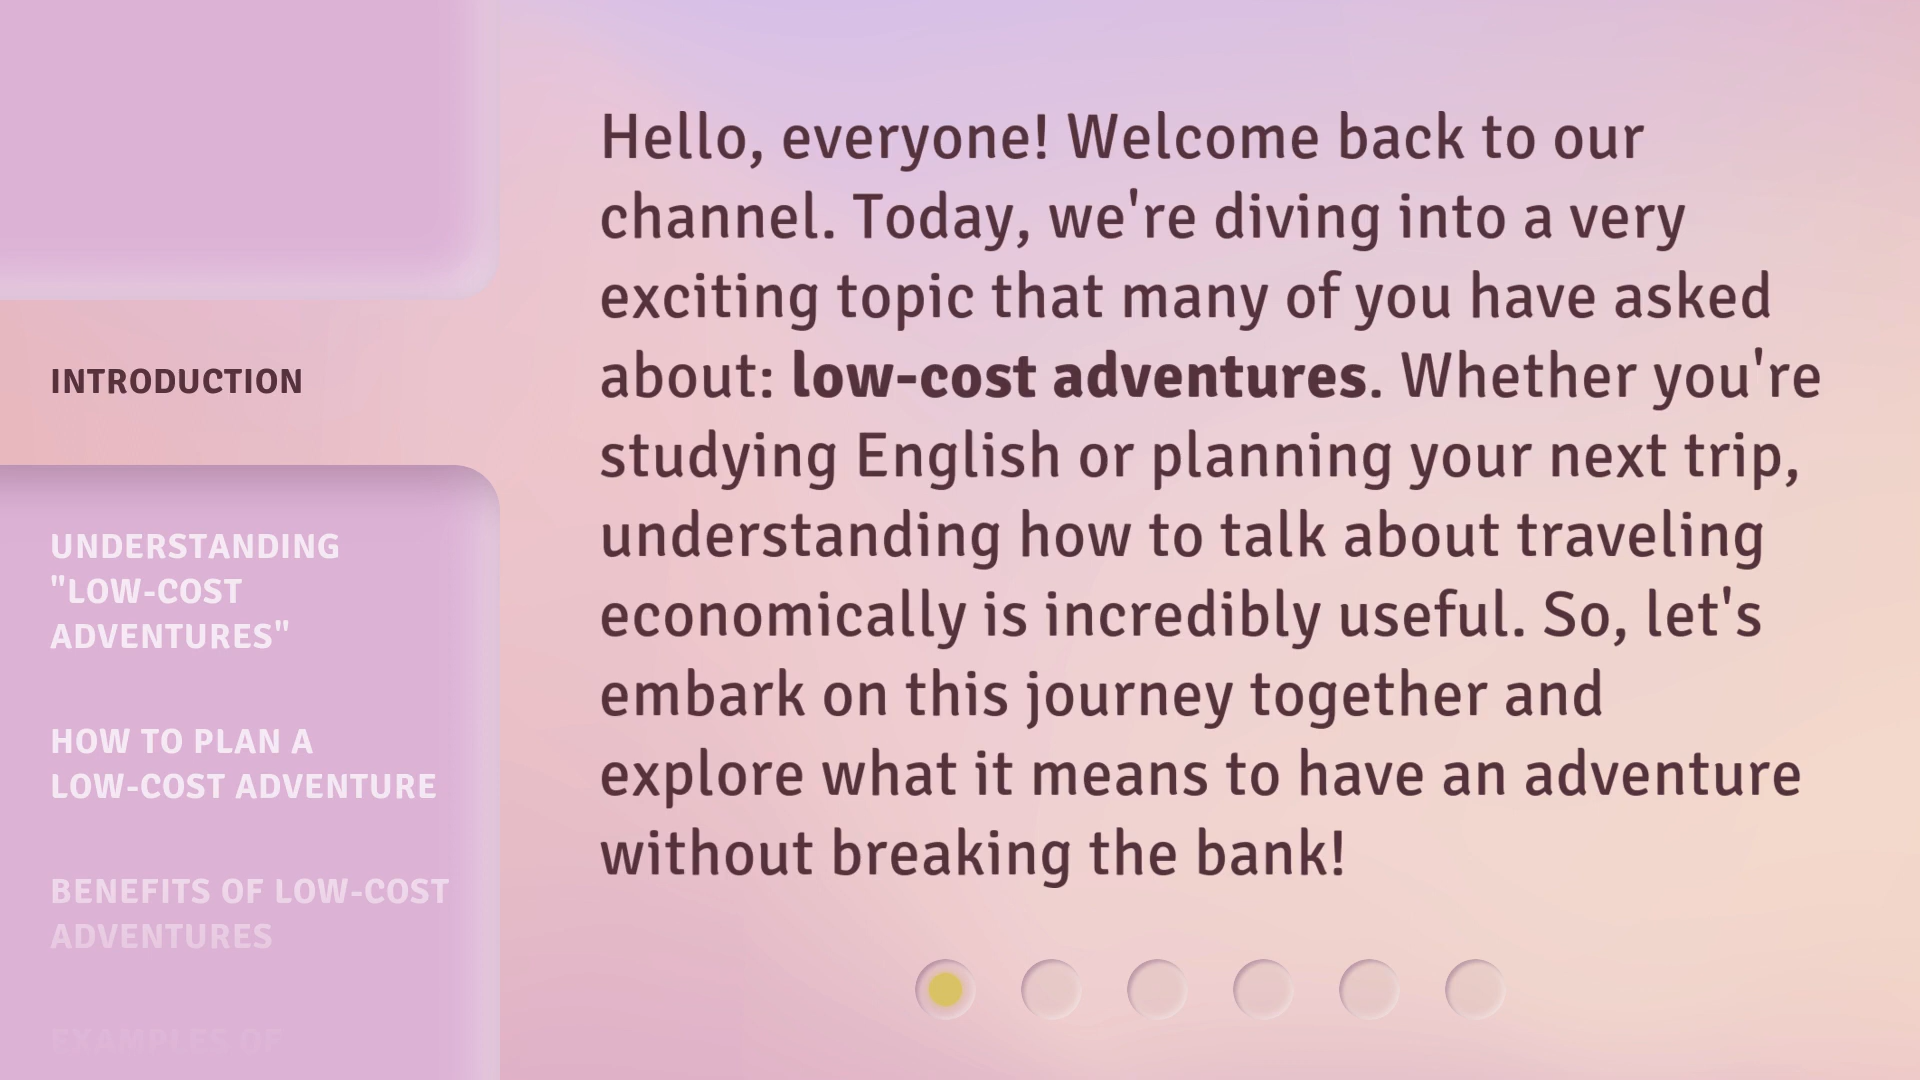 INTRODUCTION
UNDERSTANDING
"LOW-COST
ADVENTURES"
HOW TO PLAN A
LOW-COST ADVENTURE
BENEFITS OF LOW-COST
ADVENTURES
EXAMPLES OF
Hello, everyone! Welcome back to our
channel. Today, we're diving into a very
exciting topic that many of you have asked
about: low-cost adventures. Whether you're
studying English or planning your next trip,
understanding how to talk about traveling
economically is incredibly useful. So, let's
embark on this journey together and
explore what it means to have an adventure
without breaking the bank!